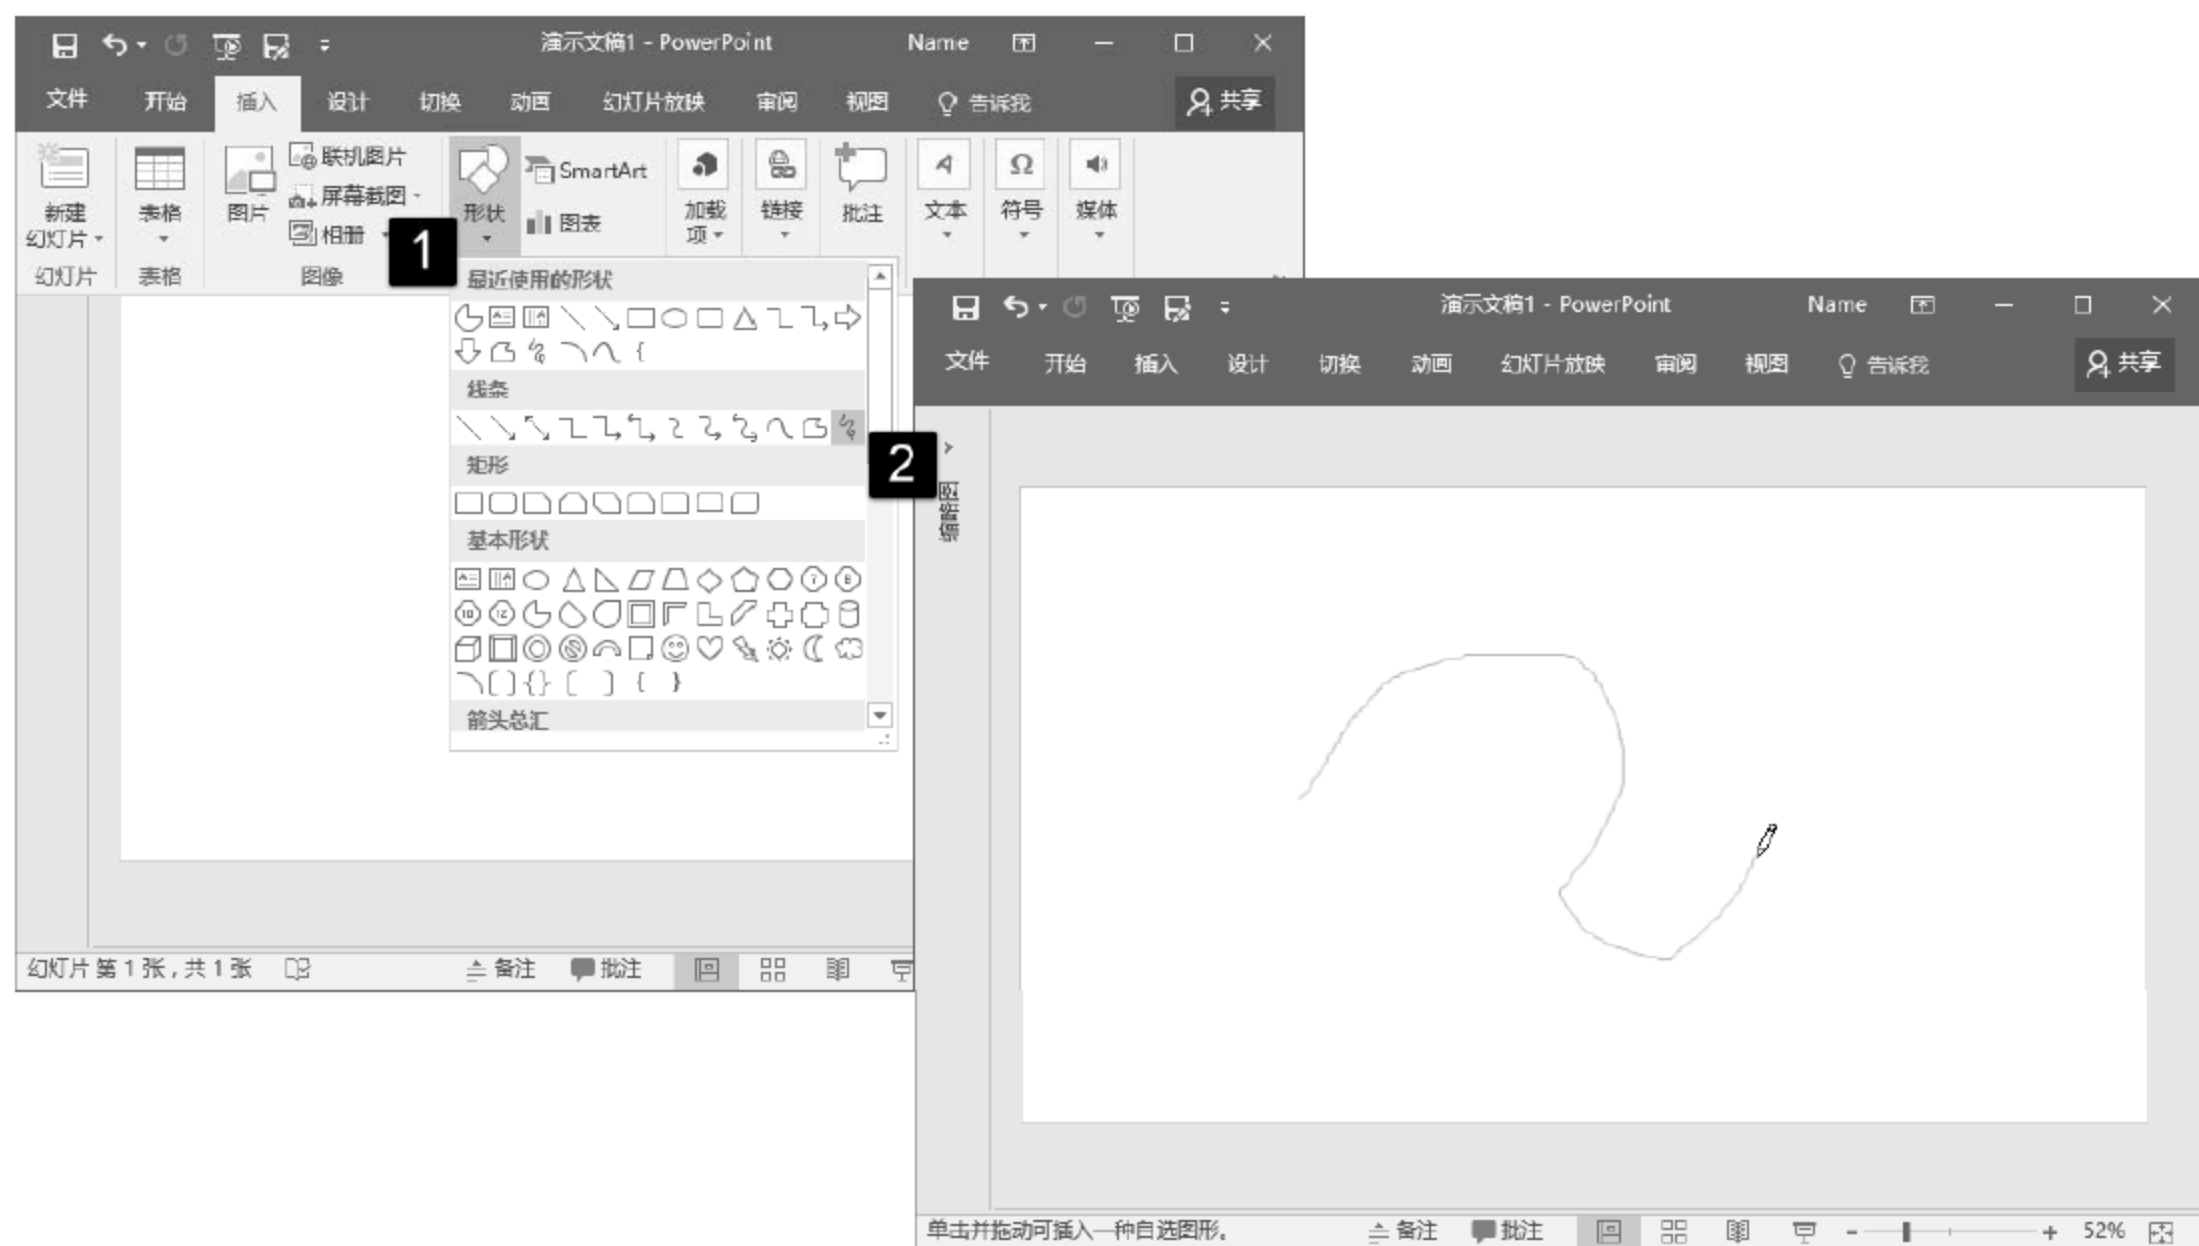 演示文稿1 - PowerPoint Name
文件 开始 插入 设计 切换 动画 幻灯片放映 审阅 视图 告诉我 共享
新建
幻灯片
幻灯片
表格
表格
图片
联机图片
屏幕截图
相册
图像
形状
SmartArt
图表
加载
项
链接
批注
文本
符号
媒体
1
最近使用的形状
线条
2
矩形
基本形状
箭头总汇
幻灯片 第 1 张,共 1 张 备注 批注
演示文稿1 - PowerPoint Name
文件 开始 插入 设计 切换 动画 幻灯片放映 审阅 视图 告诉我 共享
缩略图
单击并拖动可插入一种自选图形。 备注 批注 52%